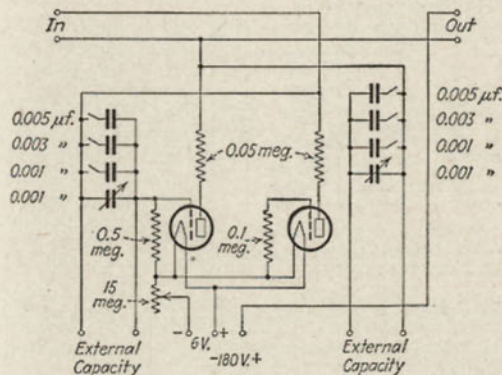 In
Out
0.005 μf.
0.003 "
0.001 "
0.001 "
0.005 μf.
0.003 "
0.001 "
0.001 "
0.05 meg.
0.5
meg.
0.1
meg.
15
meg.
- 6V. +
-180V.+
External
Capacity
External
Capacity